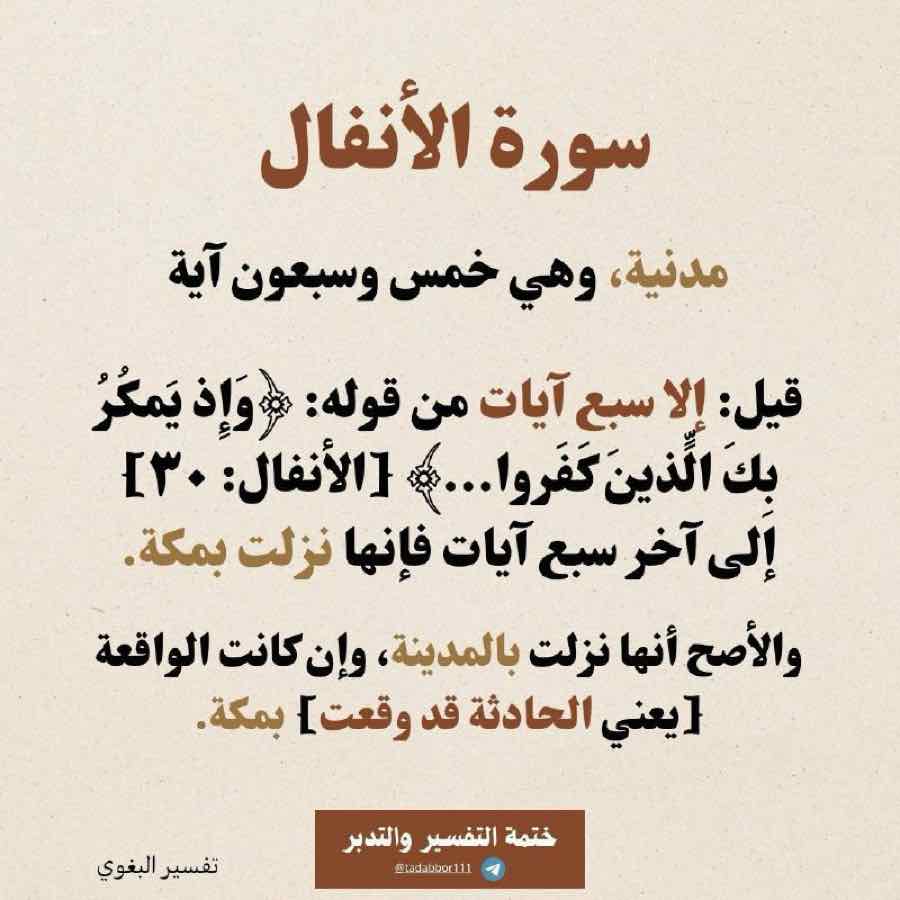 سورة الأنفال
مدنية، وهي خمس وسبعون آية
قيل: إلا سبع آيات من قوله: ﴿وَإِذ يَمكُرُ
بِكَ الَّذينَ كَفَروا...﴾ [الأنفال: ٣٠]
إلى آخر سبع آيات فإنها نزلت بمكة.
والأصح أنها نزلت بالمدينة، وإن كانت الواقعة
[يعني الحادثة قد وقعت] بمكة.
ختمة التفسير والتدبر
@tadabbor111
تفسير البغوي